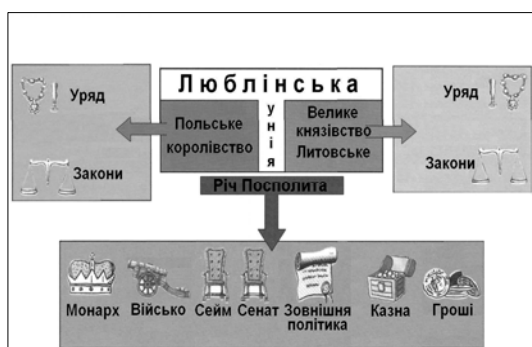 Люблінська
унія
Уряд
Закони
Польське
королівство
Велике
князівство
Литовське
Уряд
Закони
Річ Посполита
Монарх
Військо
Сейм
Сенат
Зовнішня
політика
Казна
Гроші